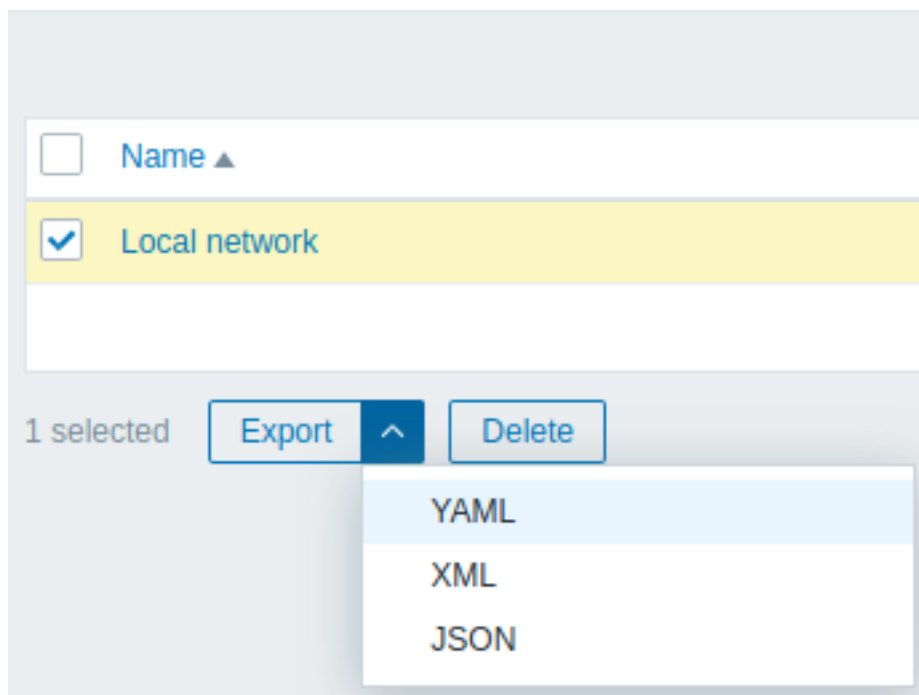 Name ▲
Local network
1 selected Export Delete
YAML
XML
JSON